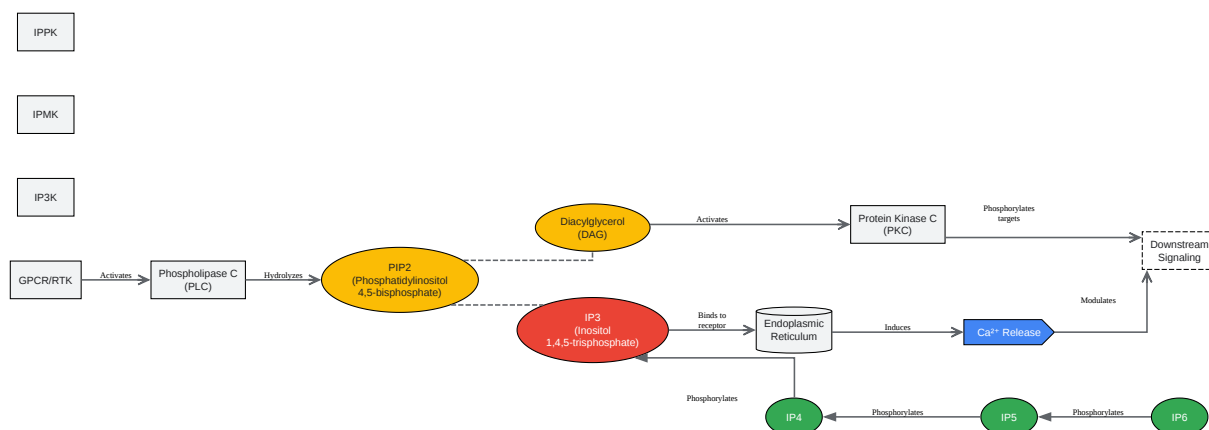 IPPK
IPMK
IP3K
GPCR/RTK
Activates
Phospholipase C
(PLC)
Hydrolyzes
PIP2
(Phosphatidylinositol
4,5-bisphosphate)
Diacylglycerol
(DAG)
Activates
Protein Kinase C
(PKC)
Phosphorylates
targets
Downstream
Signaling
IP3
(Inositol
1,4,5-trisphosphate)
Binds to
receptor
Endoplasmic
Reticulum
Induces
Ca²⁺ Release
Modulates
Phosphorylates
IP4
Phosphorylates
IP5
Phosphorylates
IP6